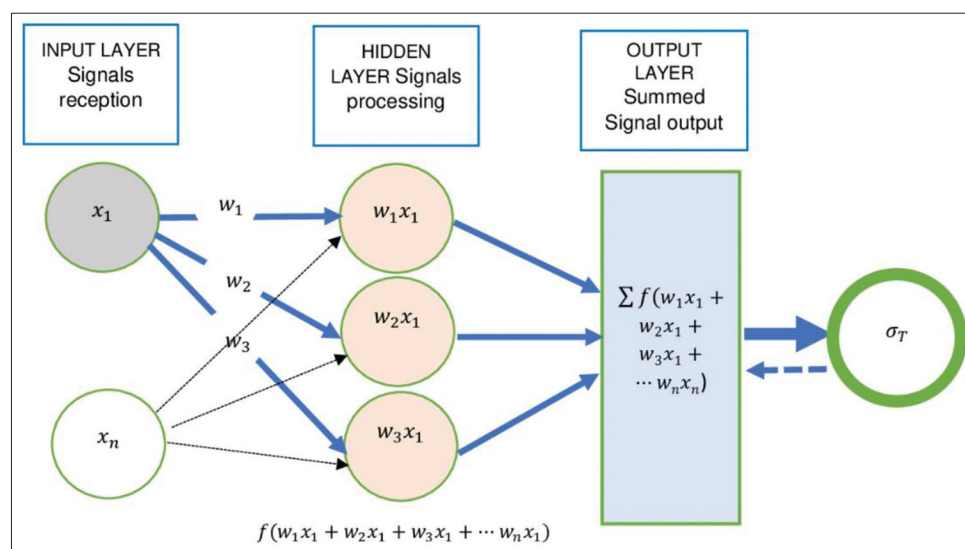 INPUT LAYER
Signals
reception
HIDDEN
LAYER Signals
processing
OUTPUT
LAYER
Summed
Signal output
x₁
w₁
w₂
w₃
xₙ
w₁x₁
w₂x₁
w₃x₁
∑ f(w₁x₁ +
w₂x₁ +
w₃x₁ +
⋯ wₙxₙ)
σ_T
f(w₁x₁ + w₂x₁ + w₃x₁ + ⋯ wₙx₁)